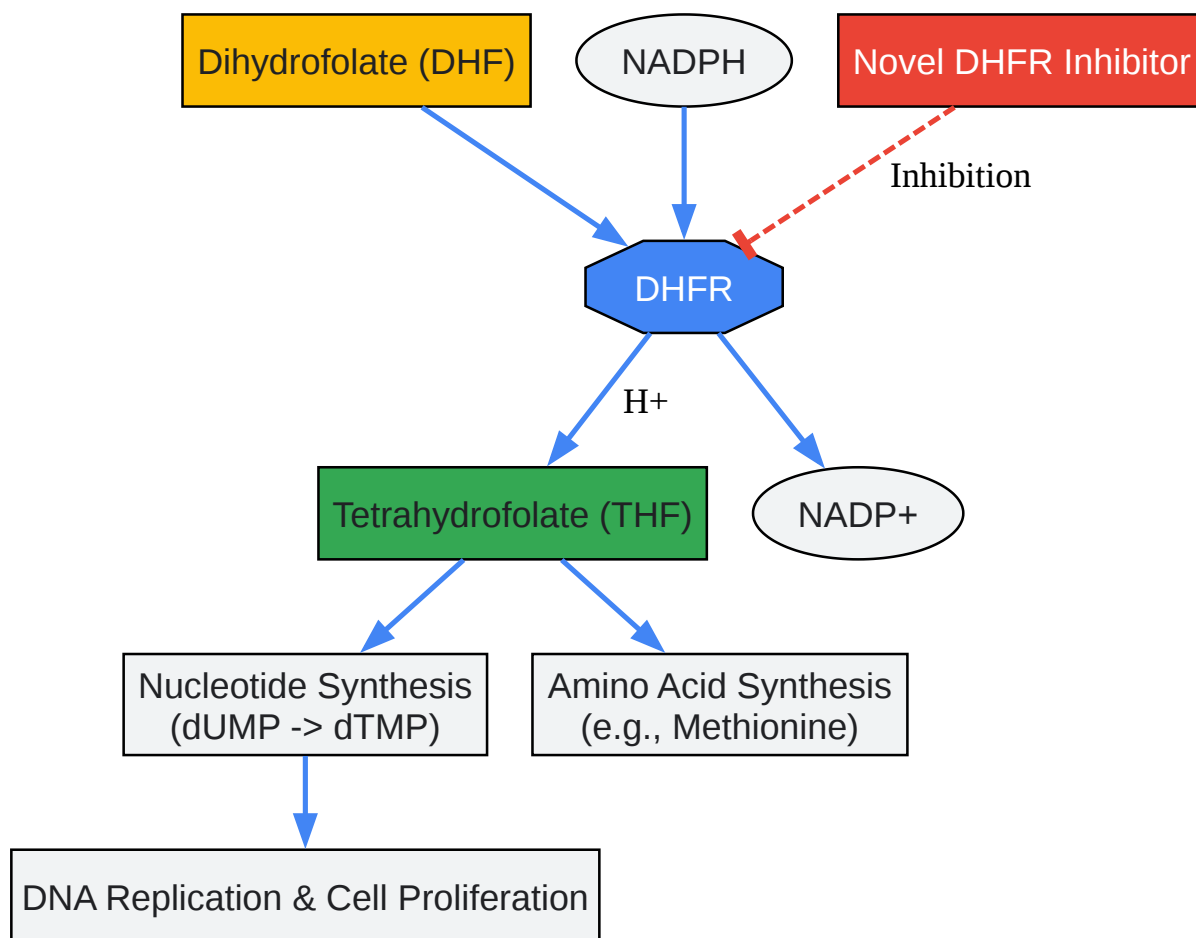 Dihydrofolate (DHF)
NADPH
Novel DHFR Inhibitor
Inhibition
DHFR
H+
Tetrahydrofolate (THF)
NADP+
Nucleotide Synthesis
(dUMP -> dTMP)
Amino Acid Synthesis
(e.g., Methionine)
DNA Replication & Cell Proliferation